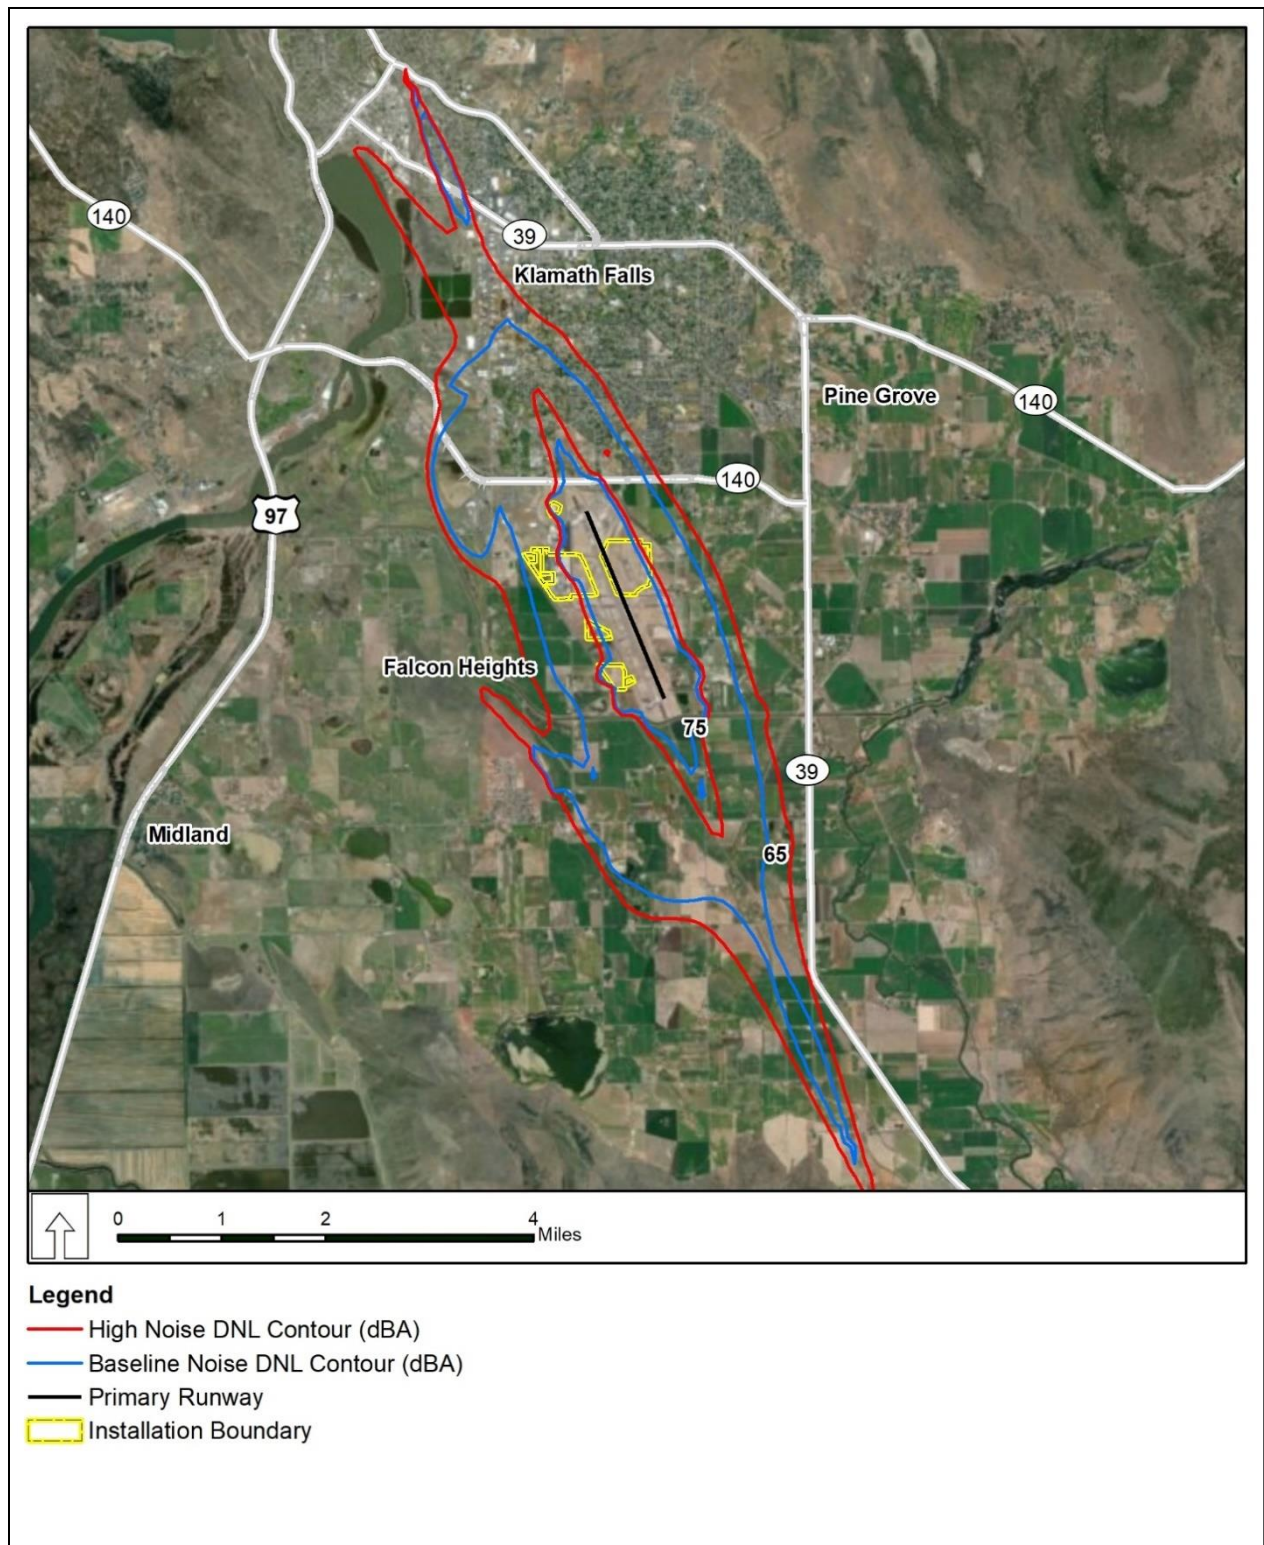 140
39
Klamath Falls
Pine Grove
140
140
97
Falcon Heights
75
39
Midland
65
0 1 2 4
Miles
Legend
High Noise DNL Contour (dBA)
Baseline Noise DNL Contour (dBA)
Primary Runway
Installation Boundary